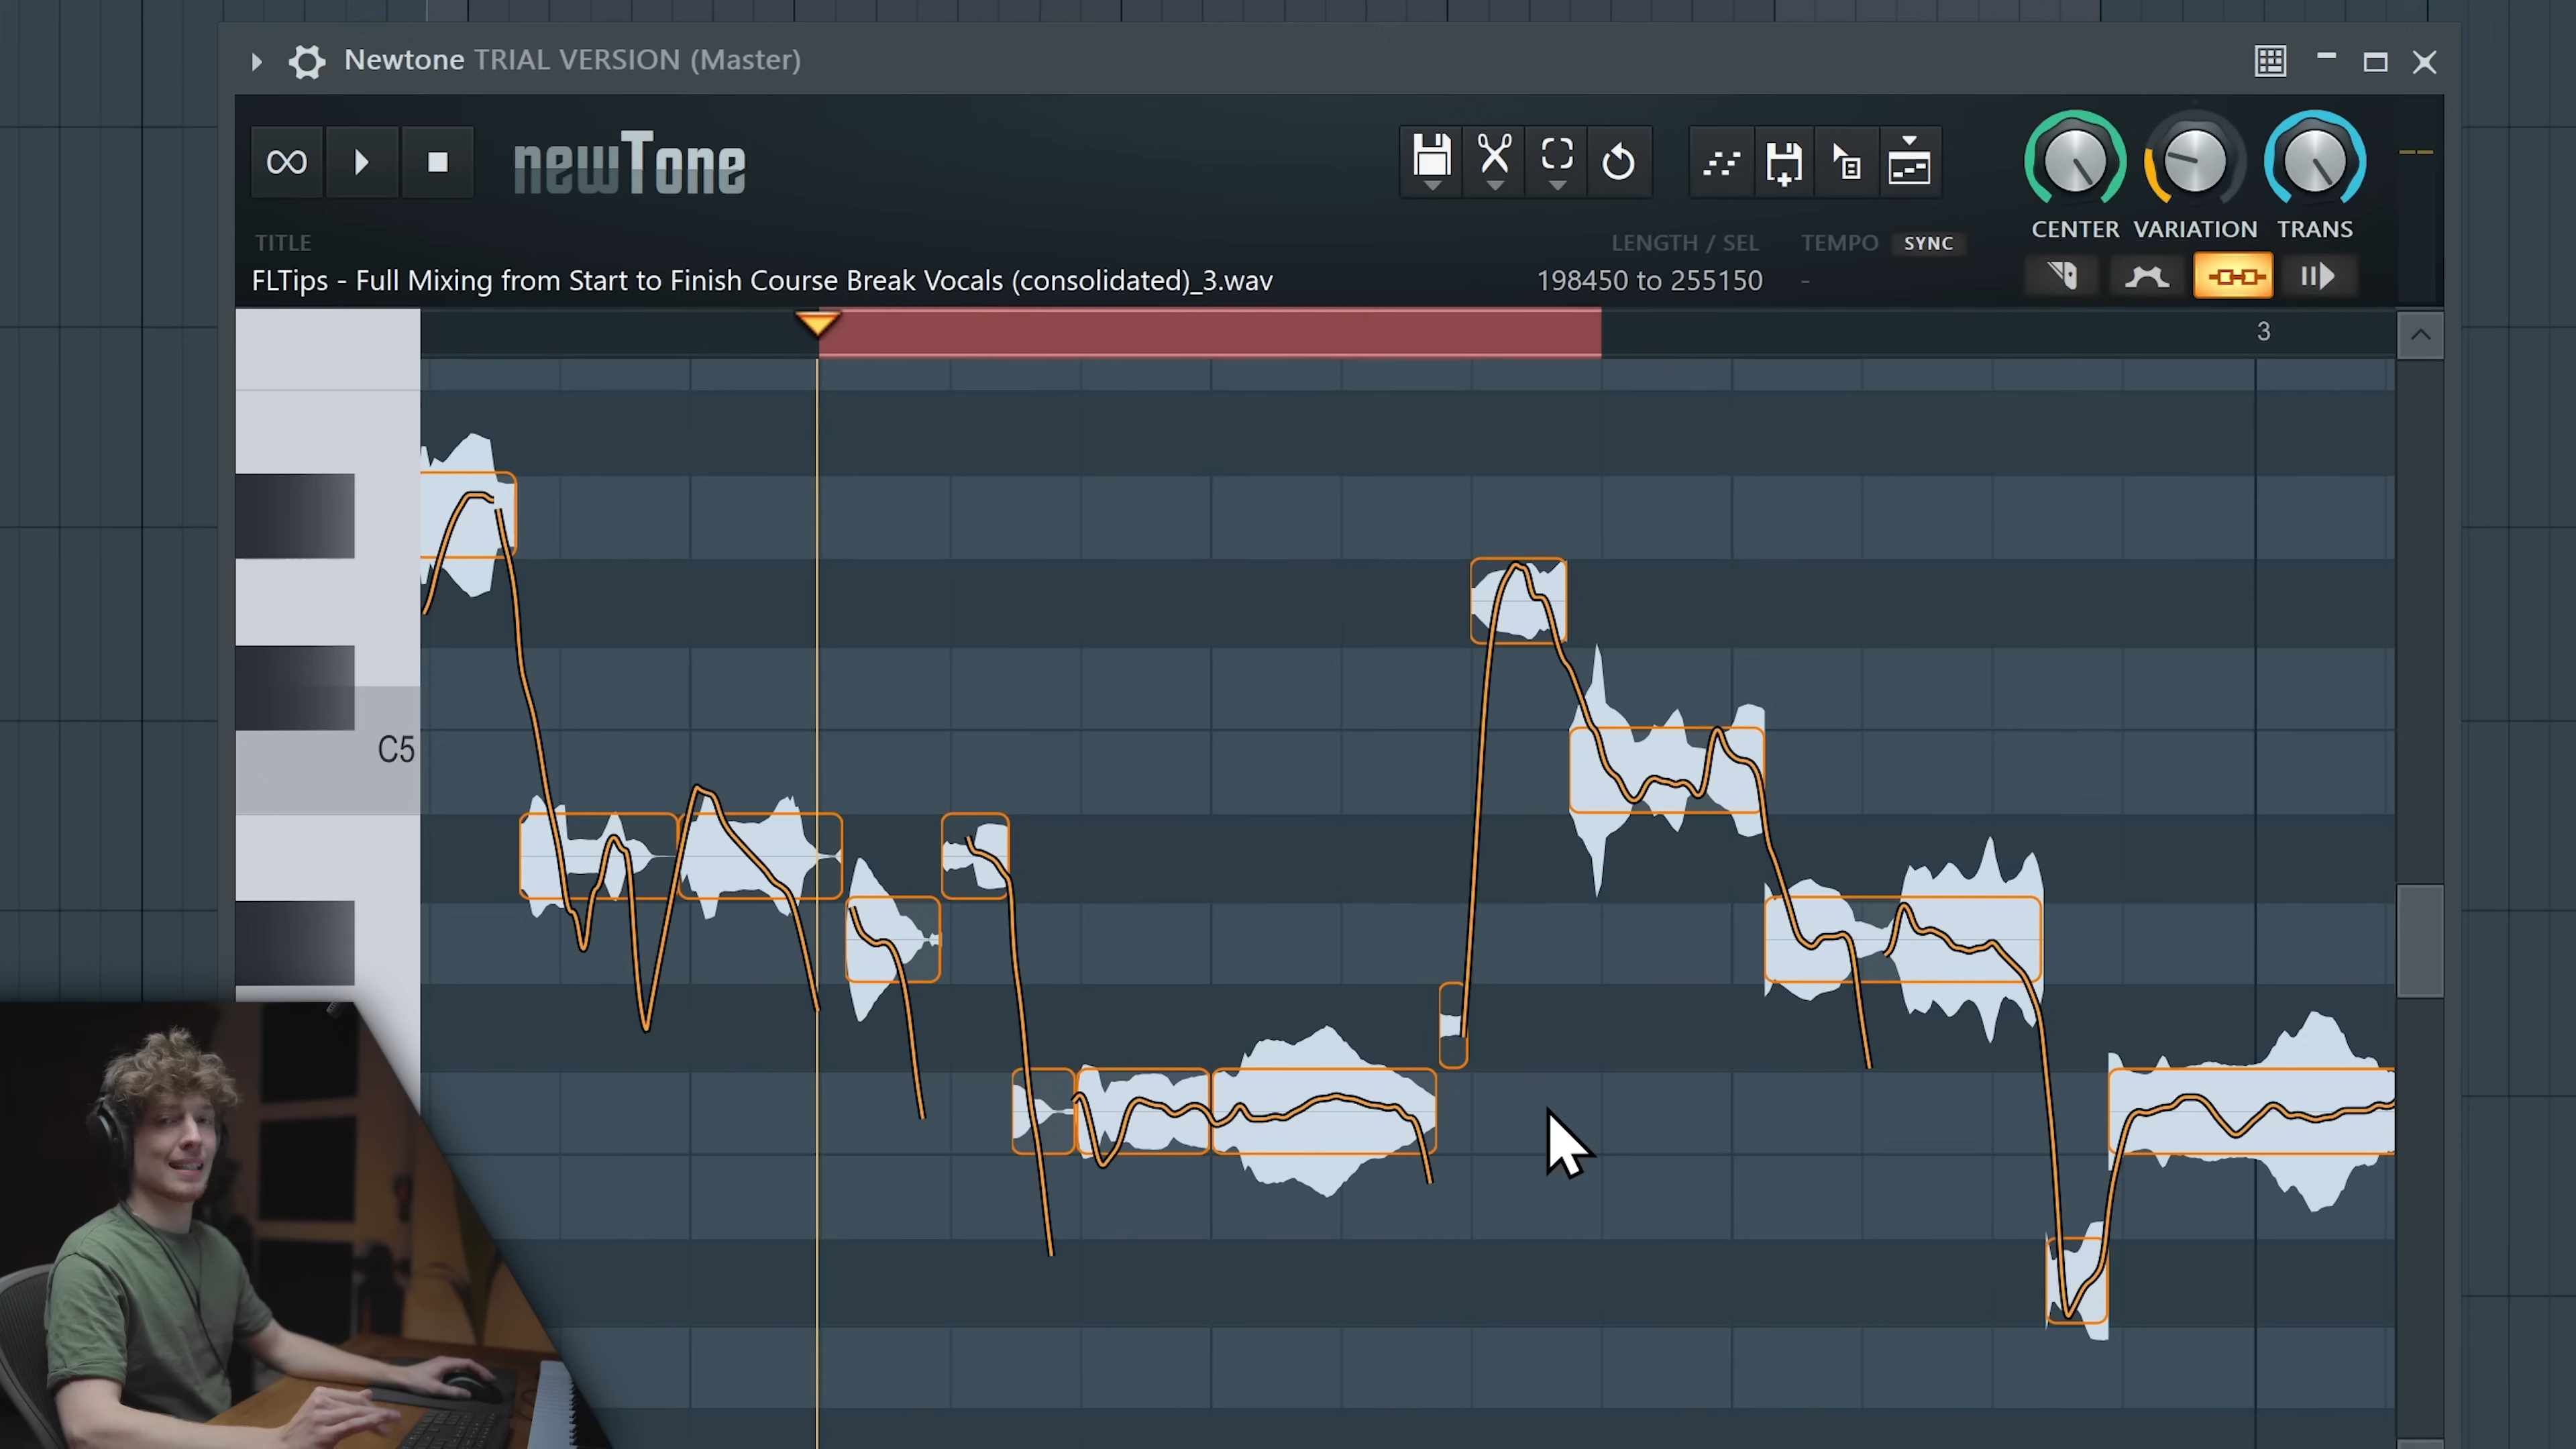 Newtone TRIAL VERSION (Master)
newTone
CENTER VARIATION TRANS
TITLE
LENGTH / SEL TEMPO SYNC
FLTips - Full Mixing from Start to Finish Course Break Vocals (consolidated)_3.wav
198450 to 255150 -
3
C5